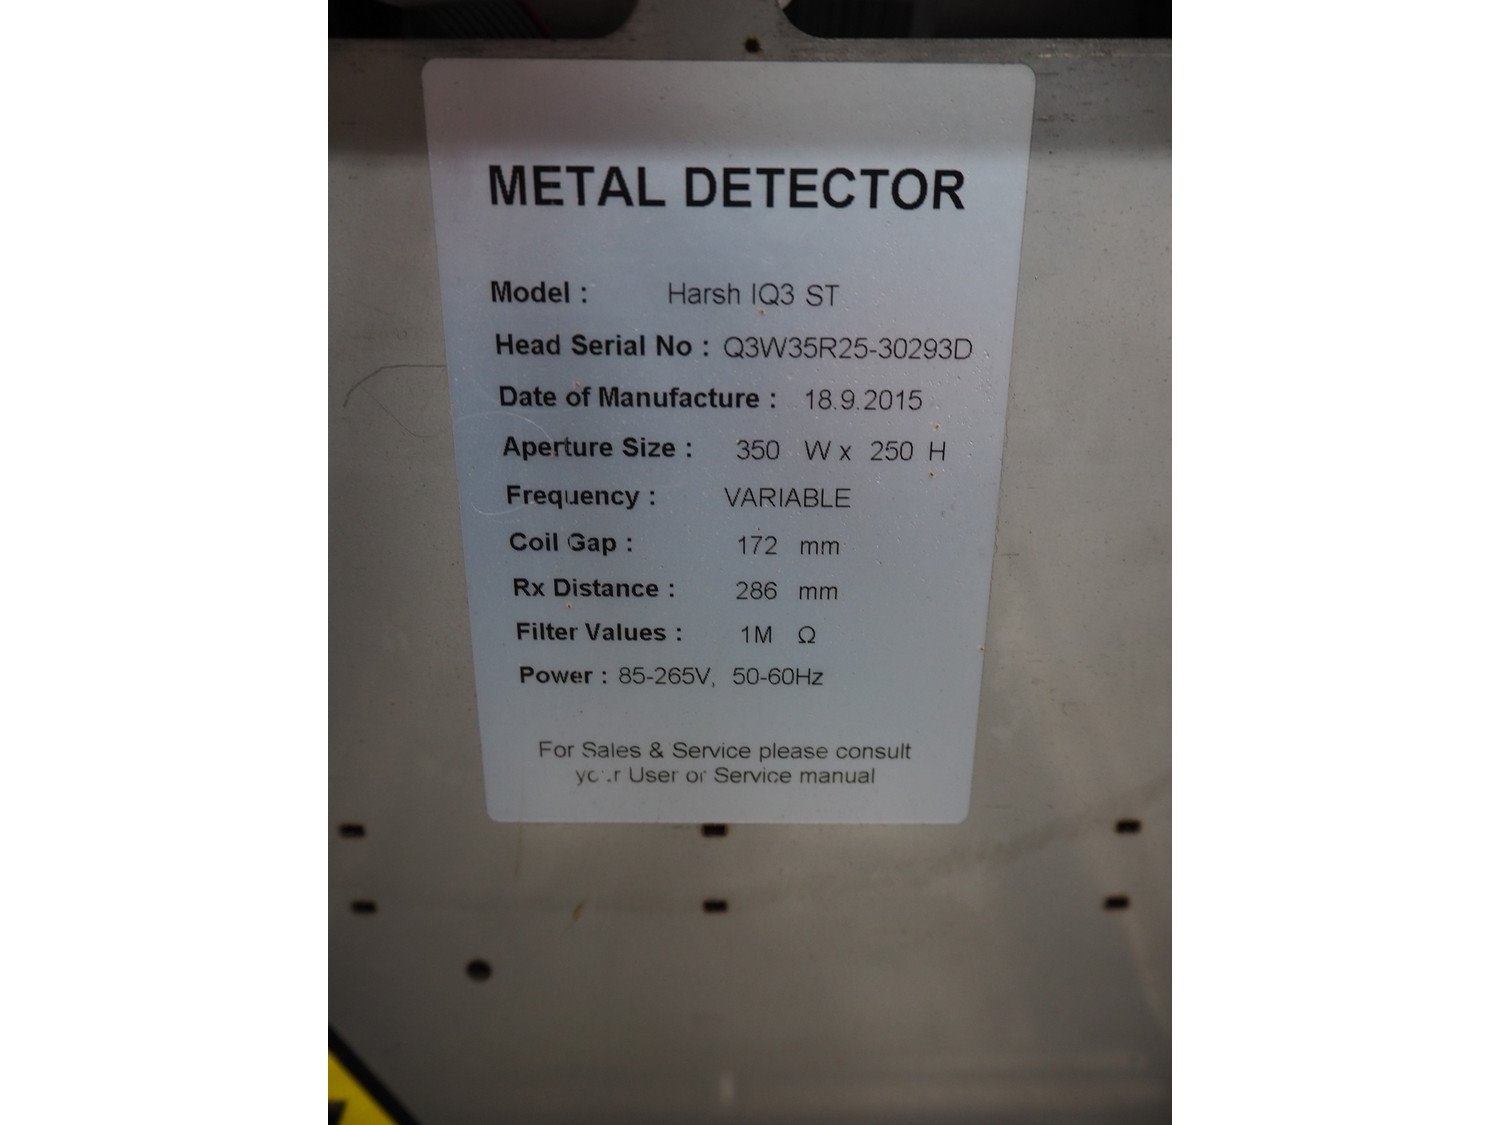 METAL DETECTOR
Model : Harsh IQ3 ST
Head Serial No : Q3W35R25-30293D
Date of Manufacture : 18.9.2015
Aperture Size : 350 W x 250 H
Frequency : VARIABLE
Coil Gap : 172 mm
Rx Distance : 286 mm
Filter Values : 1M Ω
Power : 85-265V, 50-60Hz
For Sales & Service please consult
your User or Service manual